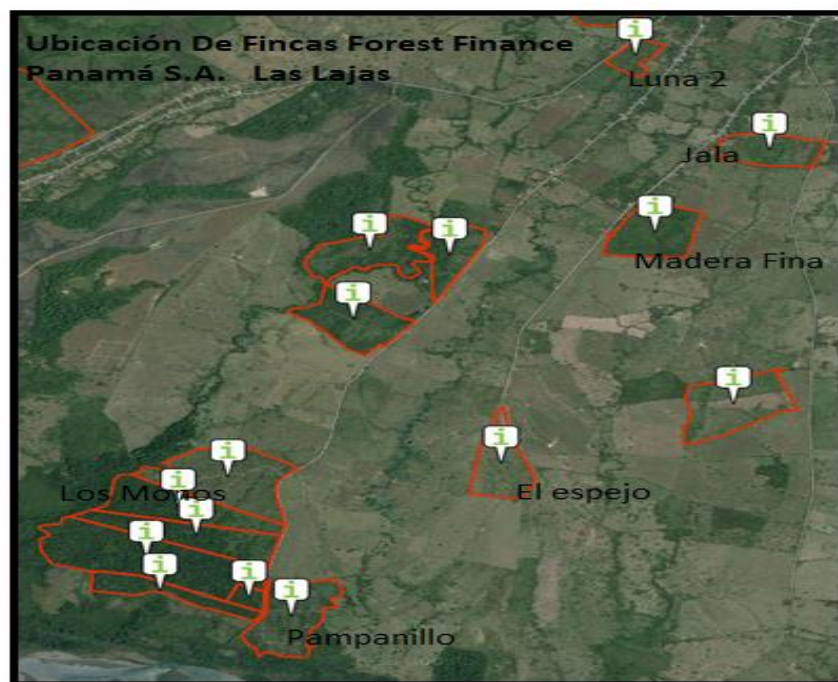 Ubicación De Fincas Forest Finance
Panamá S.A. Las Lajas
i
Luna 2
i
Jala
i
Madera Fina
i
i
i
i
i
El espejo
i
i
Los Monos
i
i
i
i
i
Pampanillo